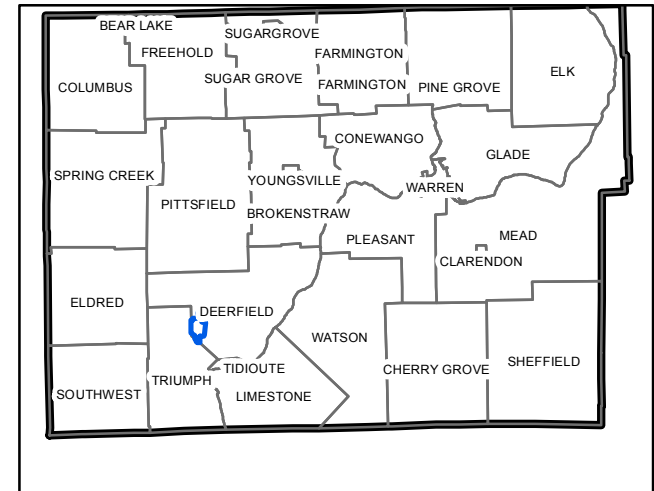 BEAR LAKE
SUGARGROVE
FREEHOLD
FARMINGTON
COLUMBUS
SUGAR GROVE
FARMINGTON
PINE GROVE
ELK
CONEWANGO
GLADE
SPRING CREEK
YOUNGSVILLE
WARREN
PITTSFIELD
BROKENSTRAW
PLEASANT
MEAD
CLARENDON
ELDRED
DEERFIELD
WATSON
SOUTHWEST
TRIUMPH
TIDIOUTE
LIMESTONE
CHERRY GROVE
SHEFFIELD